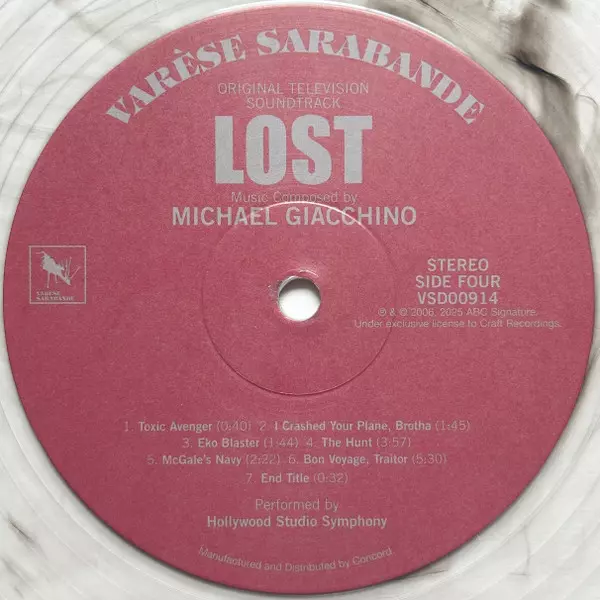 VARÈSE SARABANDE
ORIGINAL TELEVISION
SOUNDTRACK
LOST
Music Composed by
MICHAEL GIACCHINO
VARÈSE
SARABANDE
STEREO
SIDE FOUR
VSD00914
℗ & © 2006, 2025 ABC Signature.
Under exclusive license to Craft Recordings.
1. Toxic Avenger (0:40) 2. I Crashed Your Plane, Brotha (1:45)
3. Eko Blaster (1:44) 4. The Hunt (3:57)
5. McGale's Navy (2:22) 6. Bon Voyage, Traitor (5:30)
7. End Title (0:32)
Performed by
Hollywood Studio Symphony
Manufactured and Distributed by Concord.